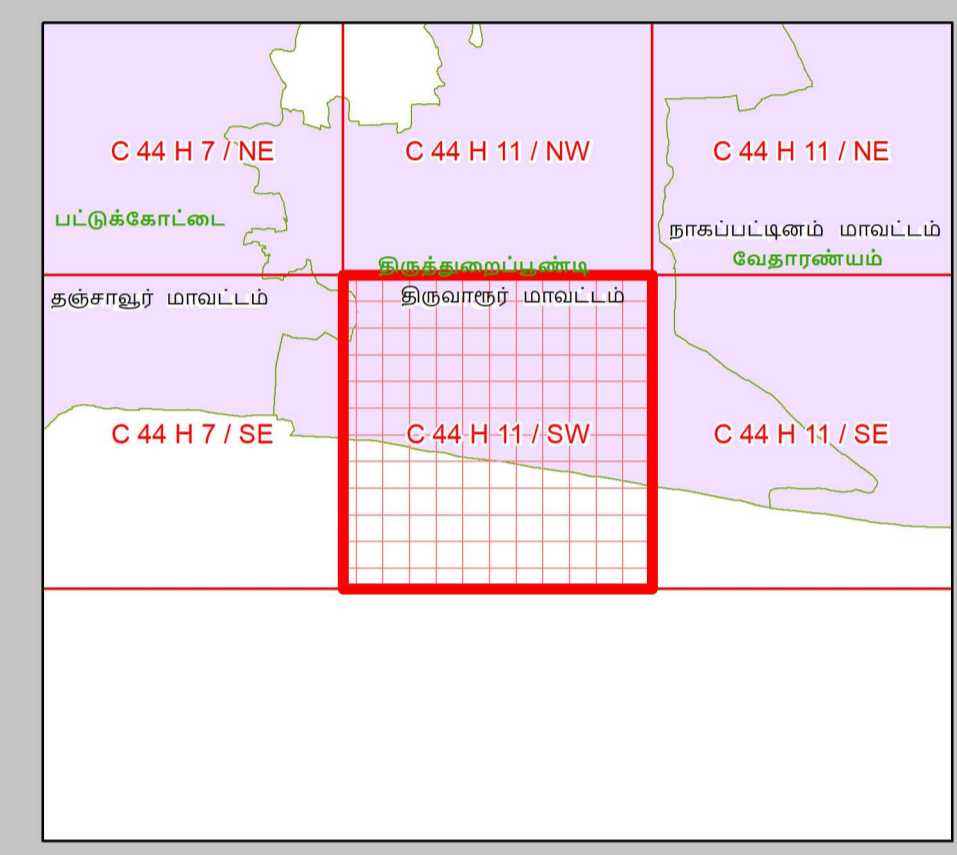 C 44 H 7 / NE
C 44 H 11 / NW
C 44 H 11 / NE
பட்டுக்கோட்டை
நாகப்பட்டினம் மாவட்டம்
வேதாரண்யம்
திருத்துறைப்பூண்டி
தஞ்சாவூர் மாவட்டம்
திருவாரூர் மாவட்டம்
C 44 H 7 / SE
C 44 H 11 / SW
C 44 H 11 / SE